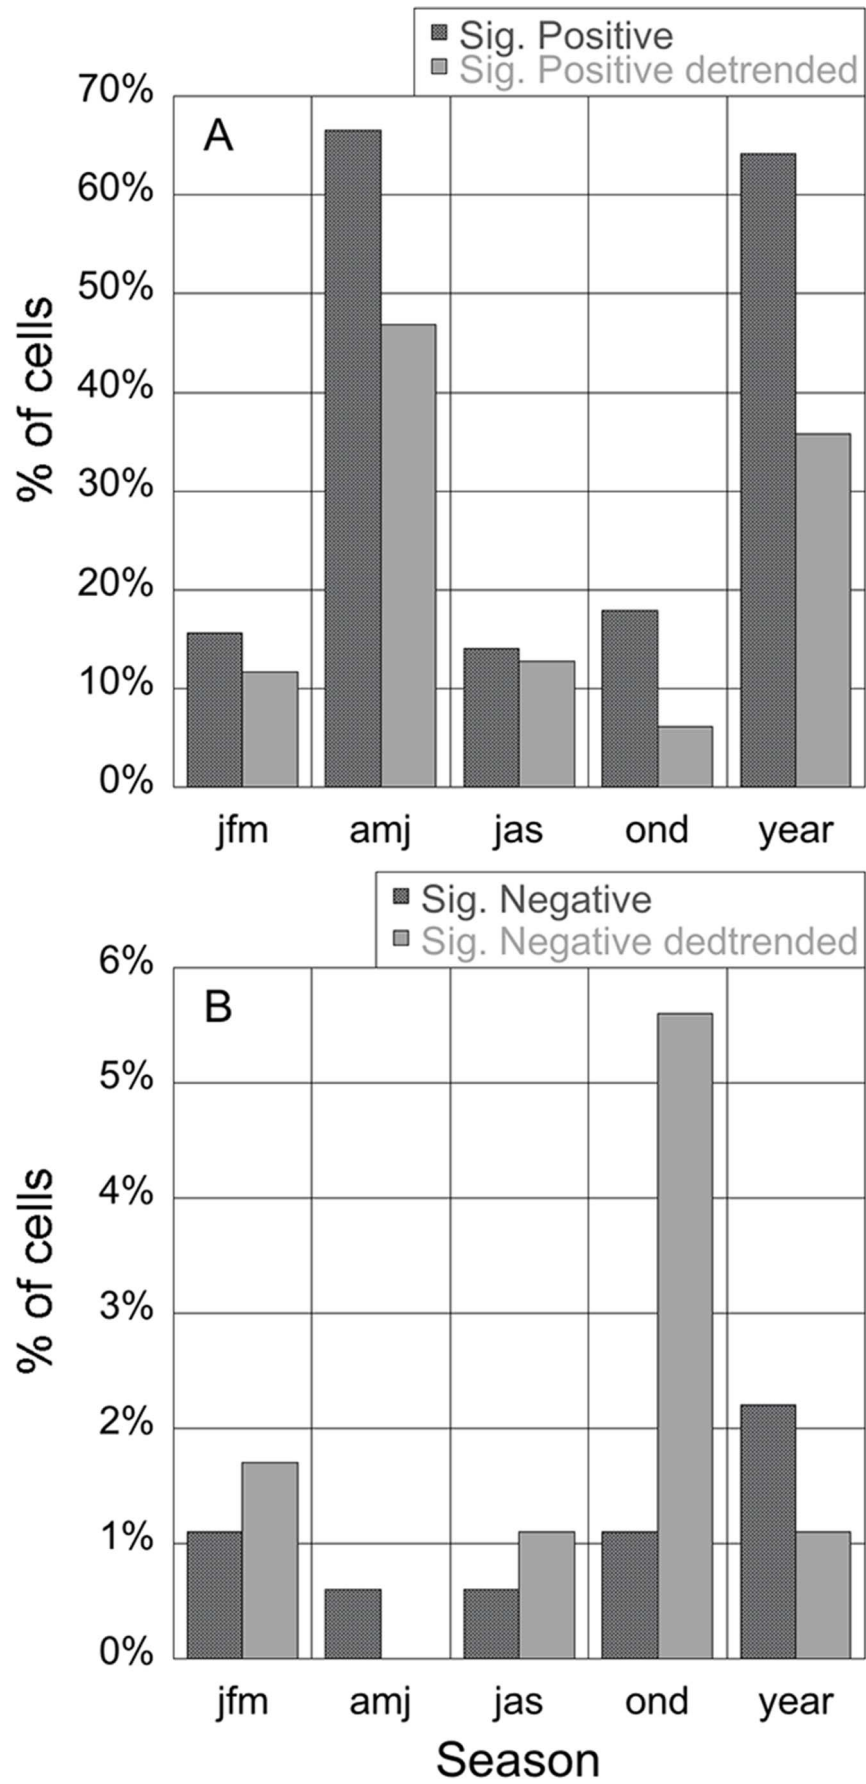 Sig. Positive
Sig. Positive detrended
A
70%
60%
50%
40%
30%
20%
10%
0%
% of cells
jfm amj jas ond year
Sig. Negative
Sig. Negative dedtrended
B
6%
5%
4%
3%
2%
1%
0%
% of cells
jfm amj jas ond year
Season